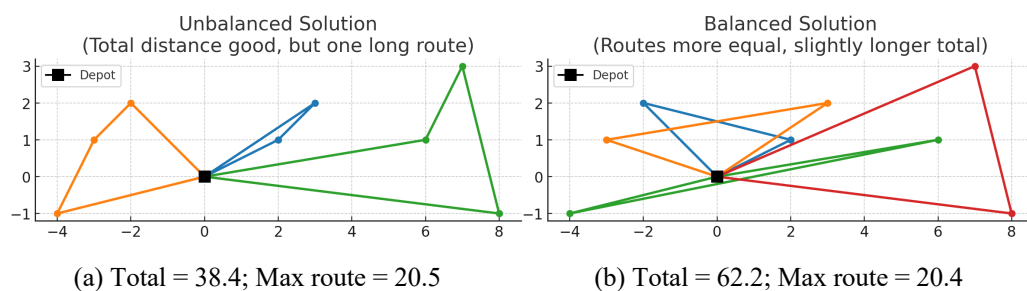 Unbalanced Solution
(Total distance good, but one long route)
3
2
1
0
−1
Depot
−4 −2 0 2 4 6 8
(a) Total = 38.4; Max route = 20.5
Balanced Solution
(Routes more equal, slightly longer total)
3
2
1
0
−1
Depot
−4 −2 0 2 4 6 8
(b) Total = 62.2; Max route = 20.4